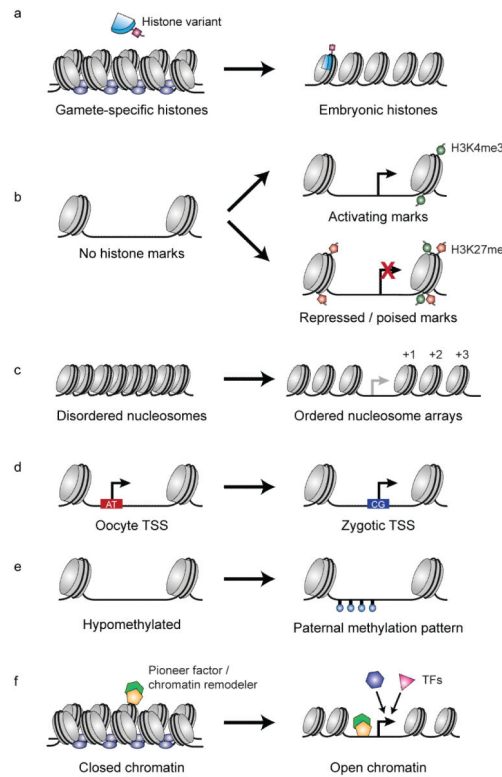 a
Histone variant
Gamete-specific histones
Embryonic histones
b
No histone marks
H3K4me3
Activating marks
H3K27me
Repressed / poised marks
c
+1 +2 +3
Disordered nucleosomes
Ordered nucleosome arrays
d
AT
CG
Oocyte TSS
Zygotic TSS
e
Hypomethylated
Paternal methylation pattern
f
Pioneer factor /
chromatin remodeler
TFs
Closed chromatin
Open chromatin